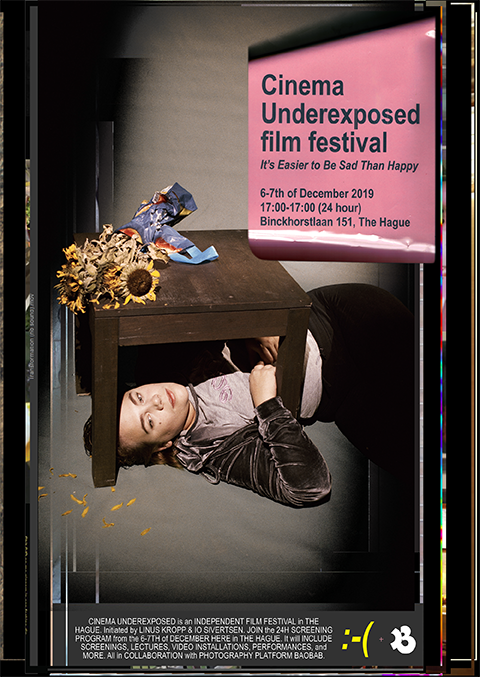 Cinema
Underexposed
film festival
It's Easier to Be Sad Than Happy
6-7th of December 2019
17:00-17:00 (24 hour)
Binckhorstlaan 151, The Hague
CINEMA UNDEREXPOSED is an INDEPENDENT FILM FESTIVAL in THE
HAGUE. Initiated by LINUS KROPP & IO SIVERTSEN. JOIN the 24H SCREENING
PROGRAM from the 6-7TH of DECEMBER HERE in THE HAGUE. It will INCLUDE
SCREENINGS, LECTURES, VIDEO INSTALLATIONS, PERFORMANCES, and
MORE. All in COLLABORATION with PHOTOGRAPHY PLATFORM BAOBAB.
:-( + B